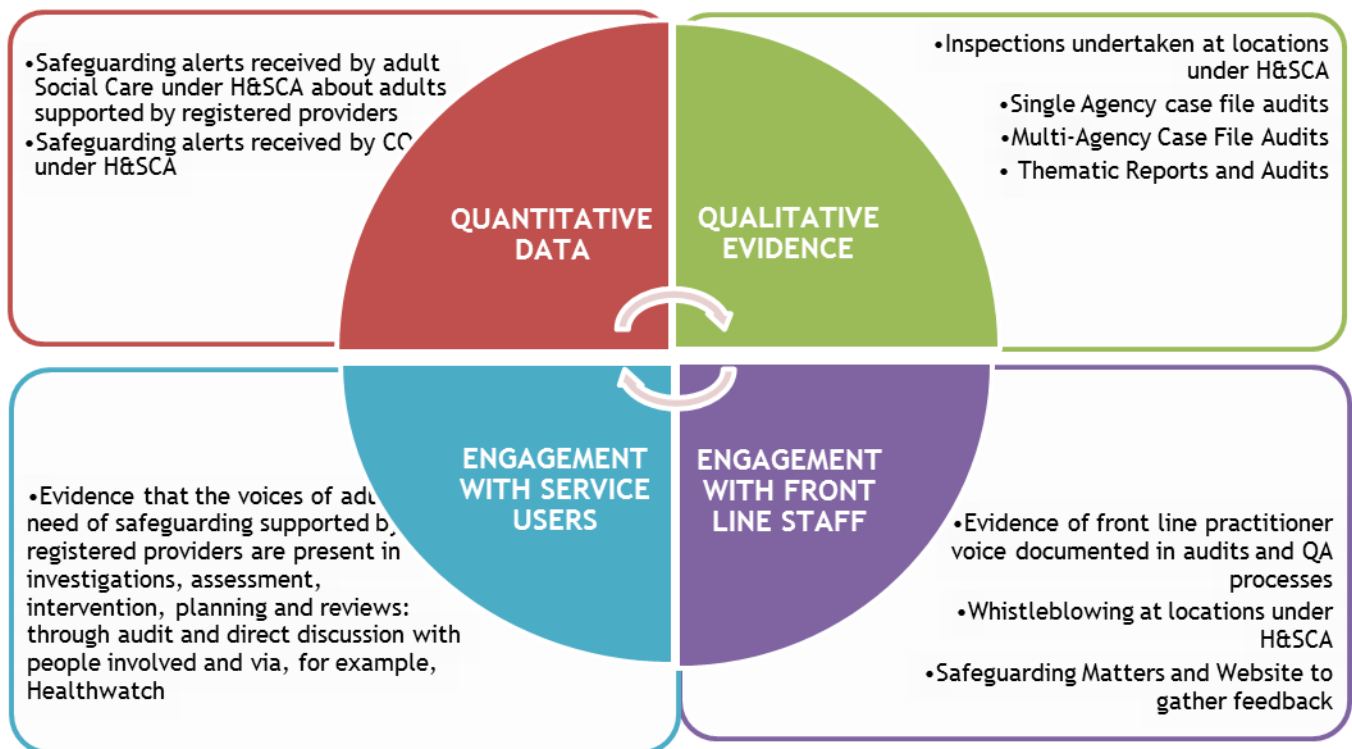 •Safeguarding alerts received by adult
Social Care under H&SCA about adults
supported by registered providers
•Safeguarding alerts received by
under H&SCA
QUANTITATIVE
DATA
•Inspections undertaken at locations
under H&SCA
•Single Agency case file audits
•Multi-Agency Case File Audits
• Thematic Reports and Audits
QUALITATIVE
EVIDENCE
•Evidence that the voices of
need of safeguarding supported
registered providers are present in
investigations, assessment,
intervention, planning and reviews:
through audit and direct discussion with
people involved and via, for example,
Healthwatch
ENGAGEMENT
WITH SERVICE
USERS
ENGAGEMENT
WITH FRONT
LINE STAFF
•Evidence of front line practitioner
voice documented in audits and QA
processes
•Whistleblowing at locations under
H&SCA
•Safeguarding Matters and Website to
gather feedback